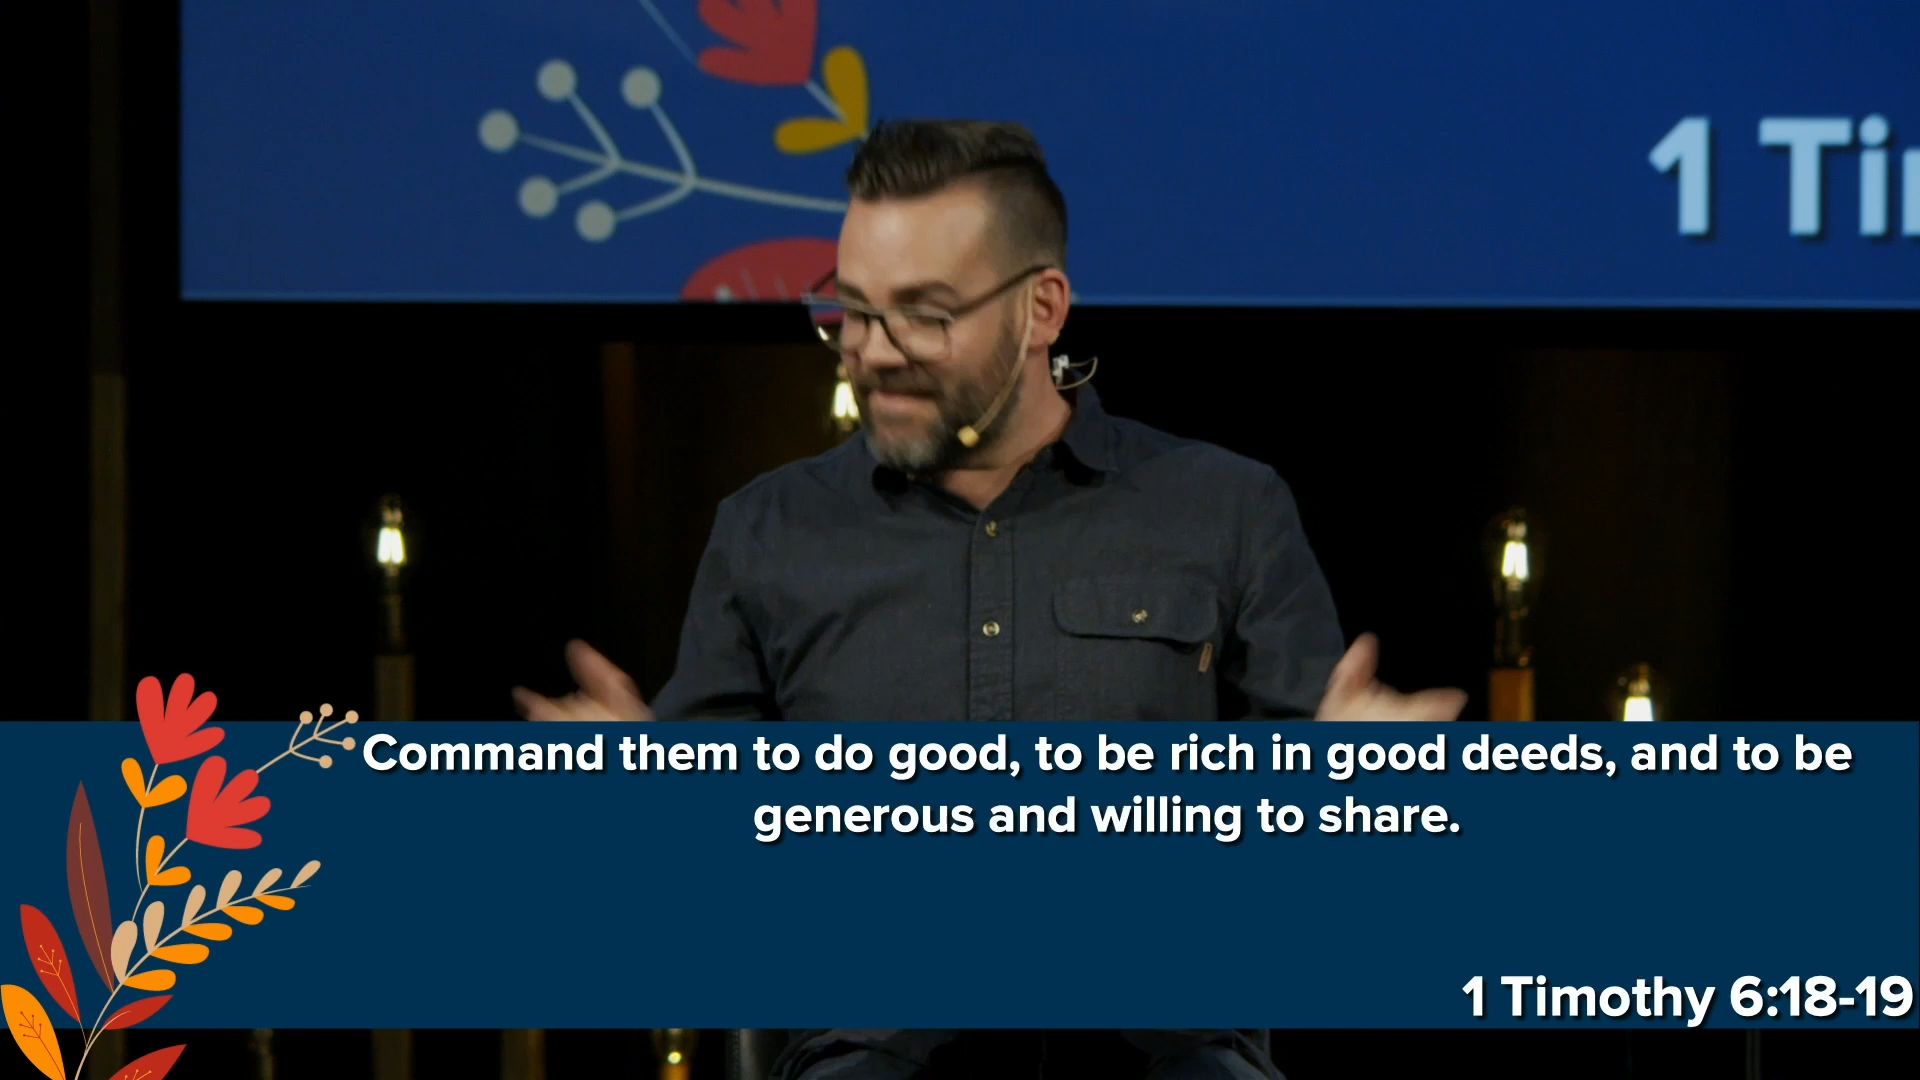 1 Ti
Command them to do good, to be rich in good deeds, and to be
generous and willing to share.
1 Timothy 6:18-19